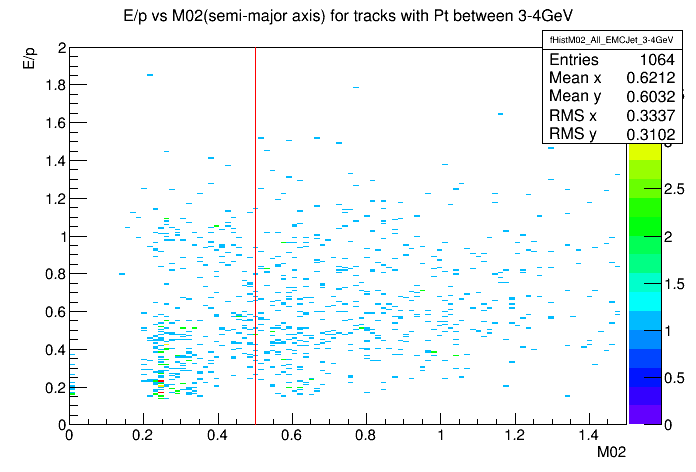 E/p vs M02(semi-major axis) for tracks with Pt between 3-4GeV
fHistM02_All_EMCJet_3-4GeV
Entries 1064
Mean x 0.6212
Mean y 0.6032
RMS x 0.3337
RMS y 0.3102
E/p
2
1.8
1.6
1.4
1.2
1
0.8
0.6
0.4
0.2
0
0 0.2 0.4 0.6 0.8 1 1.2 1.4
M02
2.5
2
1.5
1
0.5
0